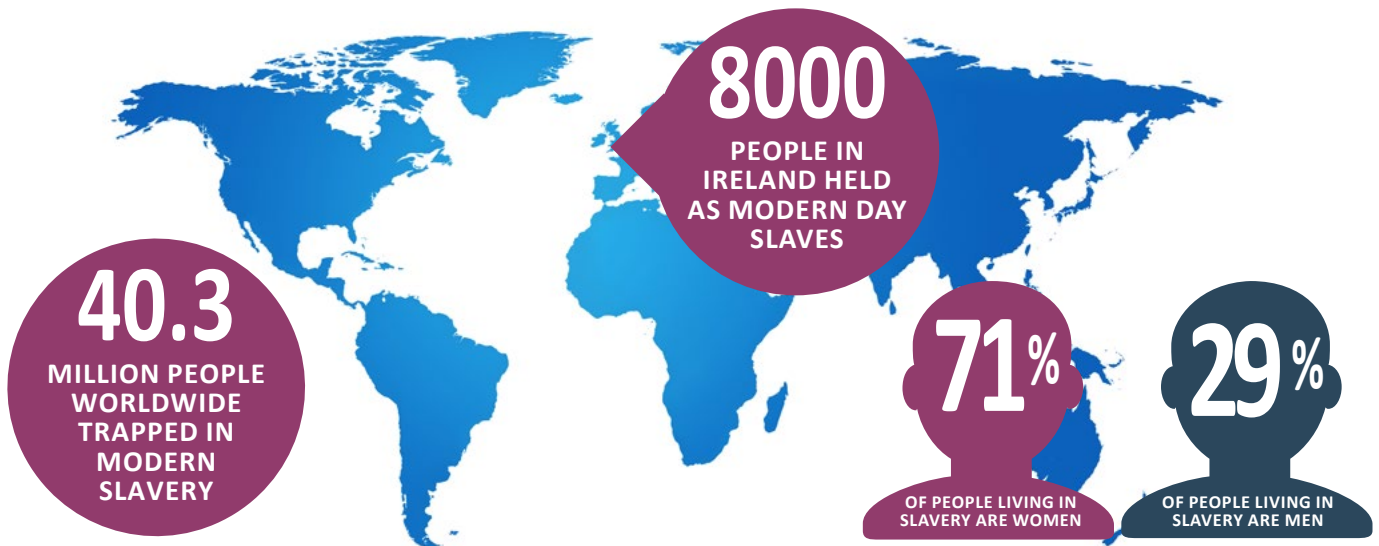 8000
PEOPLE IN
IRELAND HELD
AS MODERN DAY
SLAVES
40.3
MILLION PEOPLE
WORLDWIDE
TRAPPED IN
MODERN
SLAVERY
71%
OF PEOPLE LIVING IN
SLAVERY ARE WOMEN
29%
OF PEOPLE LIVING IN
SLAVERY ARE MEN